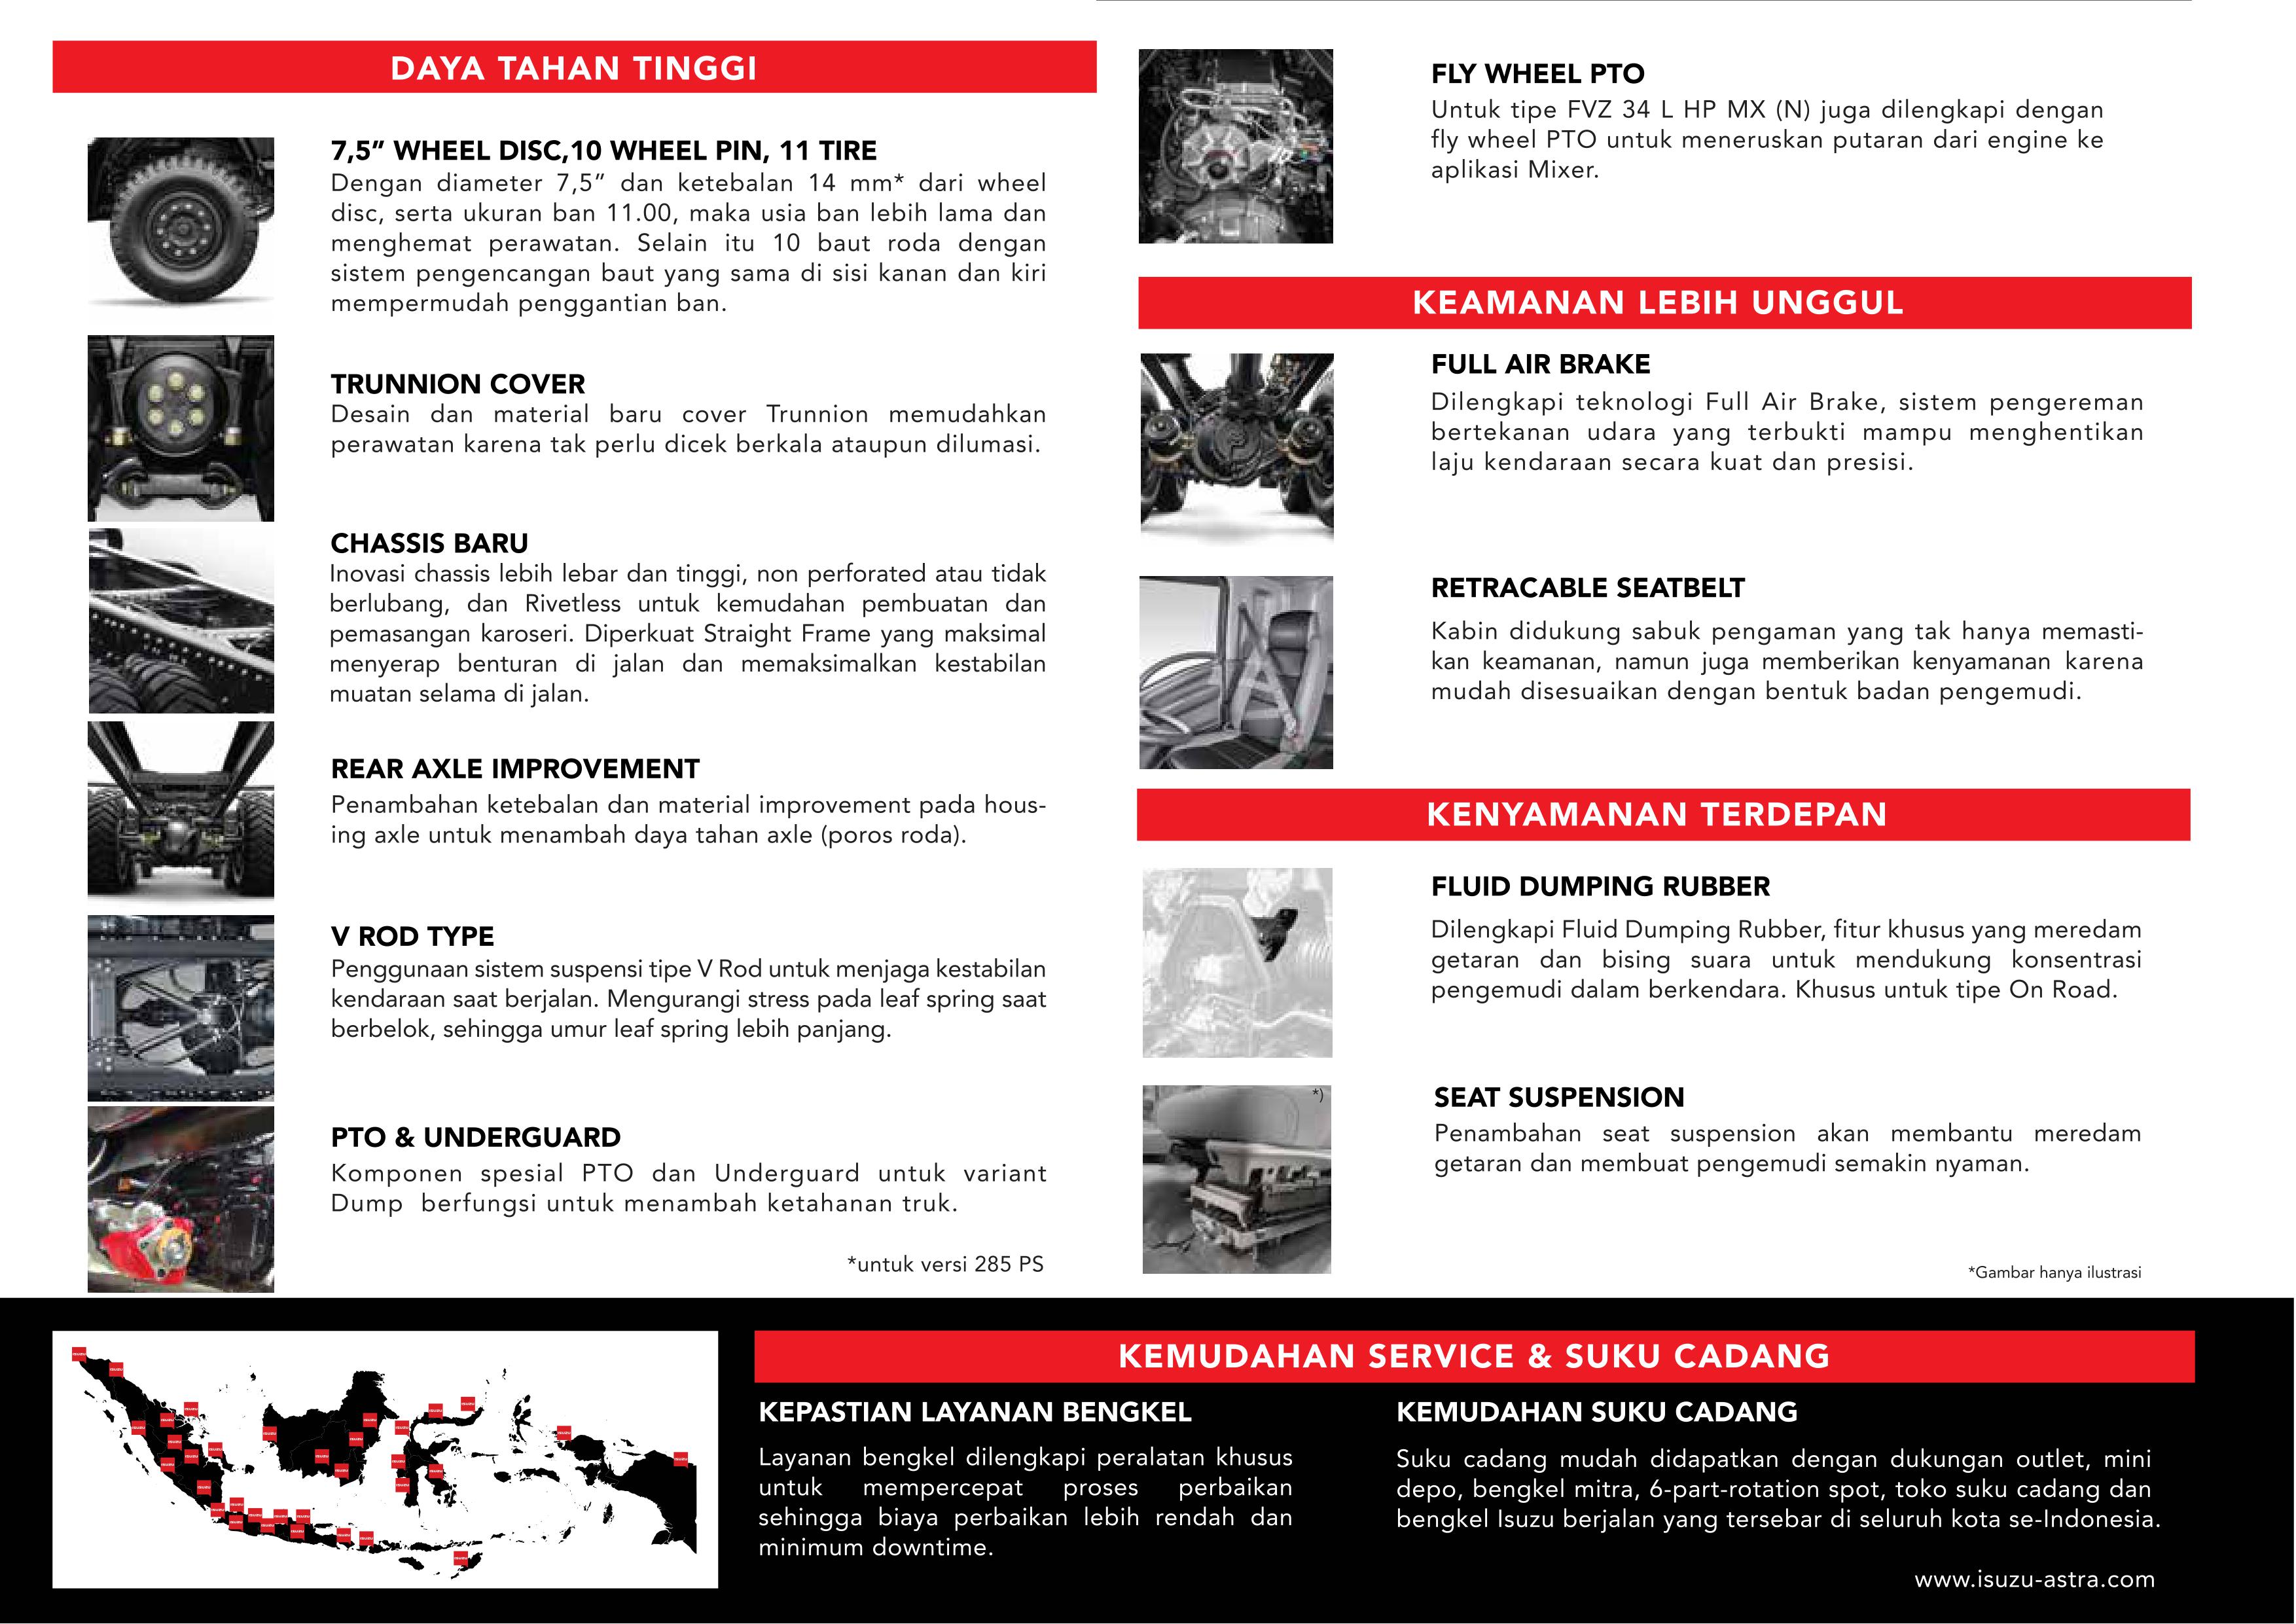 DAYA TAHAN TINGGI
7,5” WHEEL DISC,10 WHEEL PIN, 11 TIRE
Dengan diameter 7,5” dan ketebalan 14 mm* dari wheel
disc, serta ukuran ban 11.00, maka usia ban lebih lama dan
menghemat perawatan. Selain itu 10 baut roda dengan
sistem pengencangan baut yang sama di sisi kanan dan kiri
mempermudah penggantian ban.
TRUNNION COVER
Desain dan material baru cover Trunnion memudahkan
perawatan karena tak perlu dicek berkala ataupun dilumasi.
CHASSIS BARU
Inovasi chassis lebih lebar dan tinggi, non perforated atau tidak
berlubang, dan Rivetless untuk kemudahan pembuatan dan
pemasangan karoseri. Diperkuat Straight Frame yang maksimal
menyerap benturan di jalan dan memaksimalkan kestabilan
muatan selama di jalan.
REAR AXLE IMPROVEMENT
Penambahan ketebalan dan material improvement pada hous-
ing axle untuk menambah daya tahan axle (poros roda).
V ROD TYPE
Penggunaan sistem suspensi tipe V Rod untuk menjaga kestabilan
kendaraan saat berjalan. Mengurangi stress pada leaf spring saat
berbelok, sehingga umur leaf spring lebih panjang.
PTO & UNDERGUARD
Komponen spesial PTO dan Underguard untuk variant
Dump berfungsi untuk menambah ketahanan truk.
*untuk versi 285 PS
FLY WHEEL PTO
Untuk tipe FVZ 34 L HP MX (N) juga dilengkapi dengan
fly wheel PTO untuk meneruskan putaran dari engine ke
aplikasi Mixer.
KEAMANAN LEBIH UNGGUL
FULL AIR BRAKE
Dilengkapi teknologi Full Air Brake, sistem pengereman
bertekanan udara yang terbukti mampu menghentikan
laju kendaraan secara kuat dan presisi.
RETRACABLE SEATBELT
Kabin didukung sabuk pengaman yang tak hanya memasti-
kan keamanan, namun juga memberikan kenyamanan karena
mudah disesuaikan dengan bentuk badan pengemudi.
KENYAMANAN TERDEPAN
FLUID DUMPING RUBBER
Dilengkapi Fluid Dumping Rubber, fitur khusus yang meredam
getaran dan bising suara untuk mendukung konsentrasi
pengemudi dalam berkendara. Khusus untuk tipe On Road.
*)
SEAT SUSPENSION
Penambahan seat suspension akan membantu meredam
getaran dan membuat pengemudi semakin nyaman.
*Gambar hanya ilustrasi
KEMUDAHAN SERVICE & SUKU CADANG
KEPASTIAN LAYANAN BENGKEL
Layanan bengkel dilengkapi peralatan khusus
untuk mempercepat proses perbaikan
sehingga biaya perbaikan lebih rendah dan
minimum downtime.
KEMUDAHAN SUKU CADANG
Suku cadang mudah didapatkan dengan dukungan outlet, mini
depo, bengkel mitra, 6-part-rotation spot, toko suku cadang dan
bengkel Isuzu berjalan yang tersebar di seluruh kota se-Indonesia.
www.isuzu-astra.com